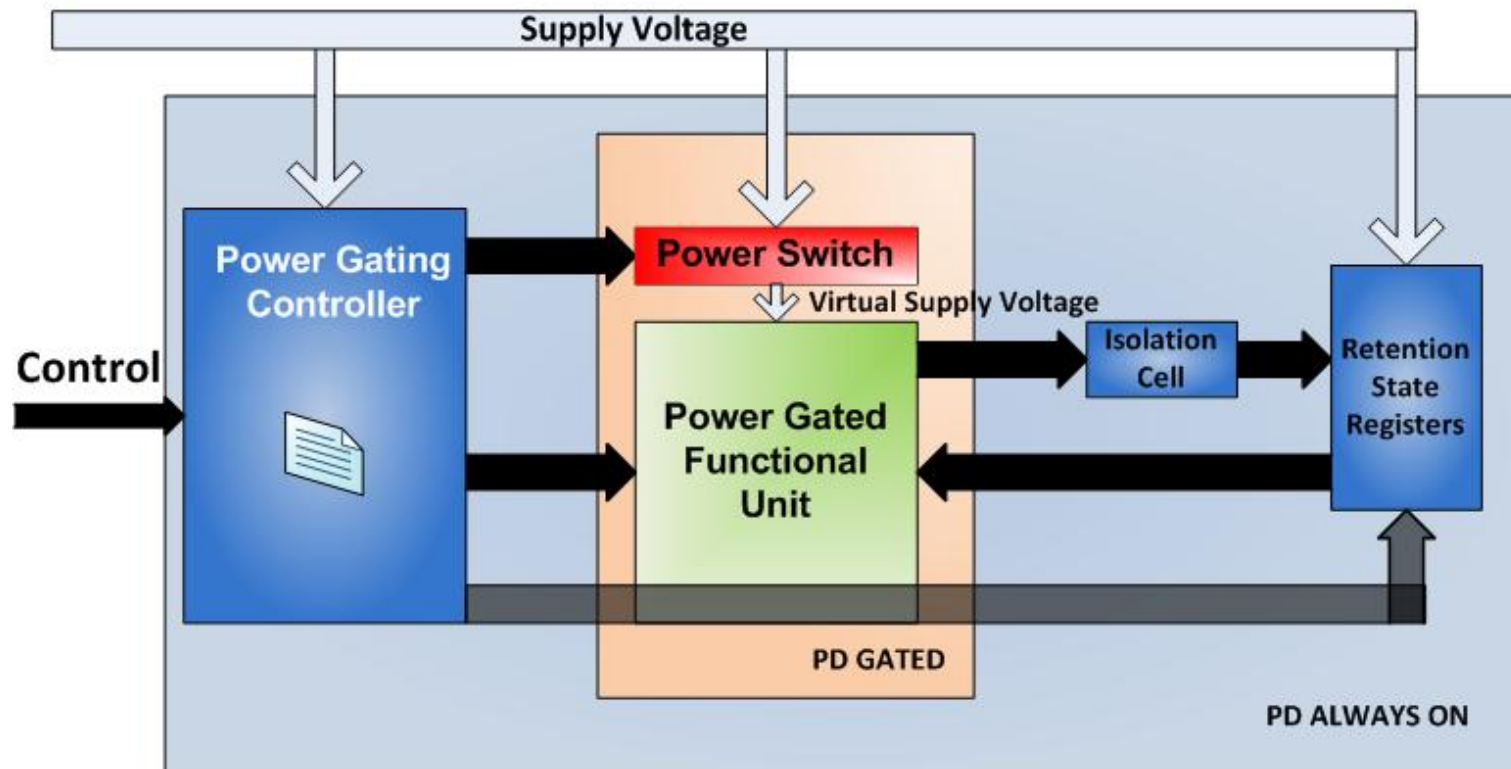 Supply Voltage
Power Gating
Controller
Power Switch
Virtual Supply Voltage
Isolation
Cell
Retention
State
Registers
Control
Power Gated
Functional
Unit
PD GATED
PD ALWAYS ON